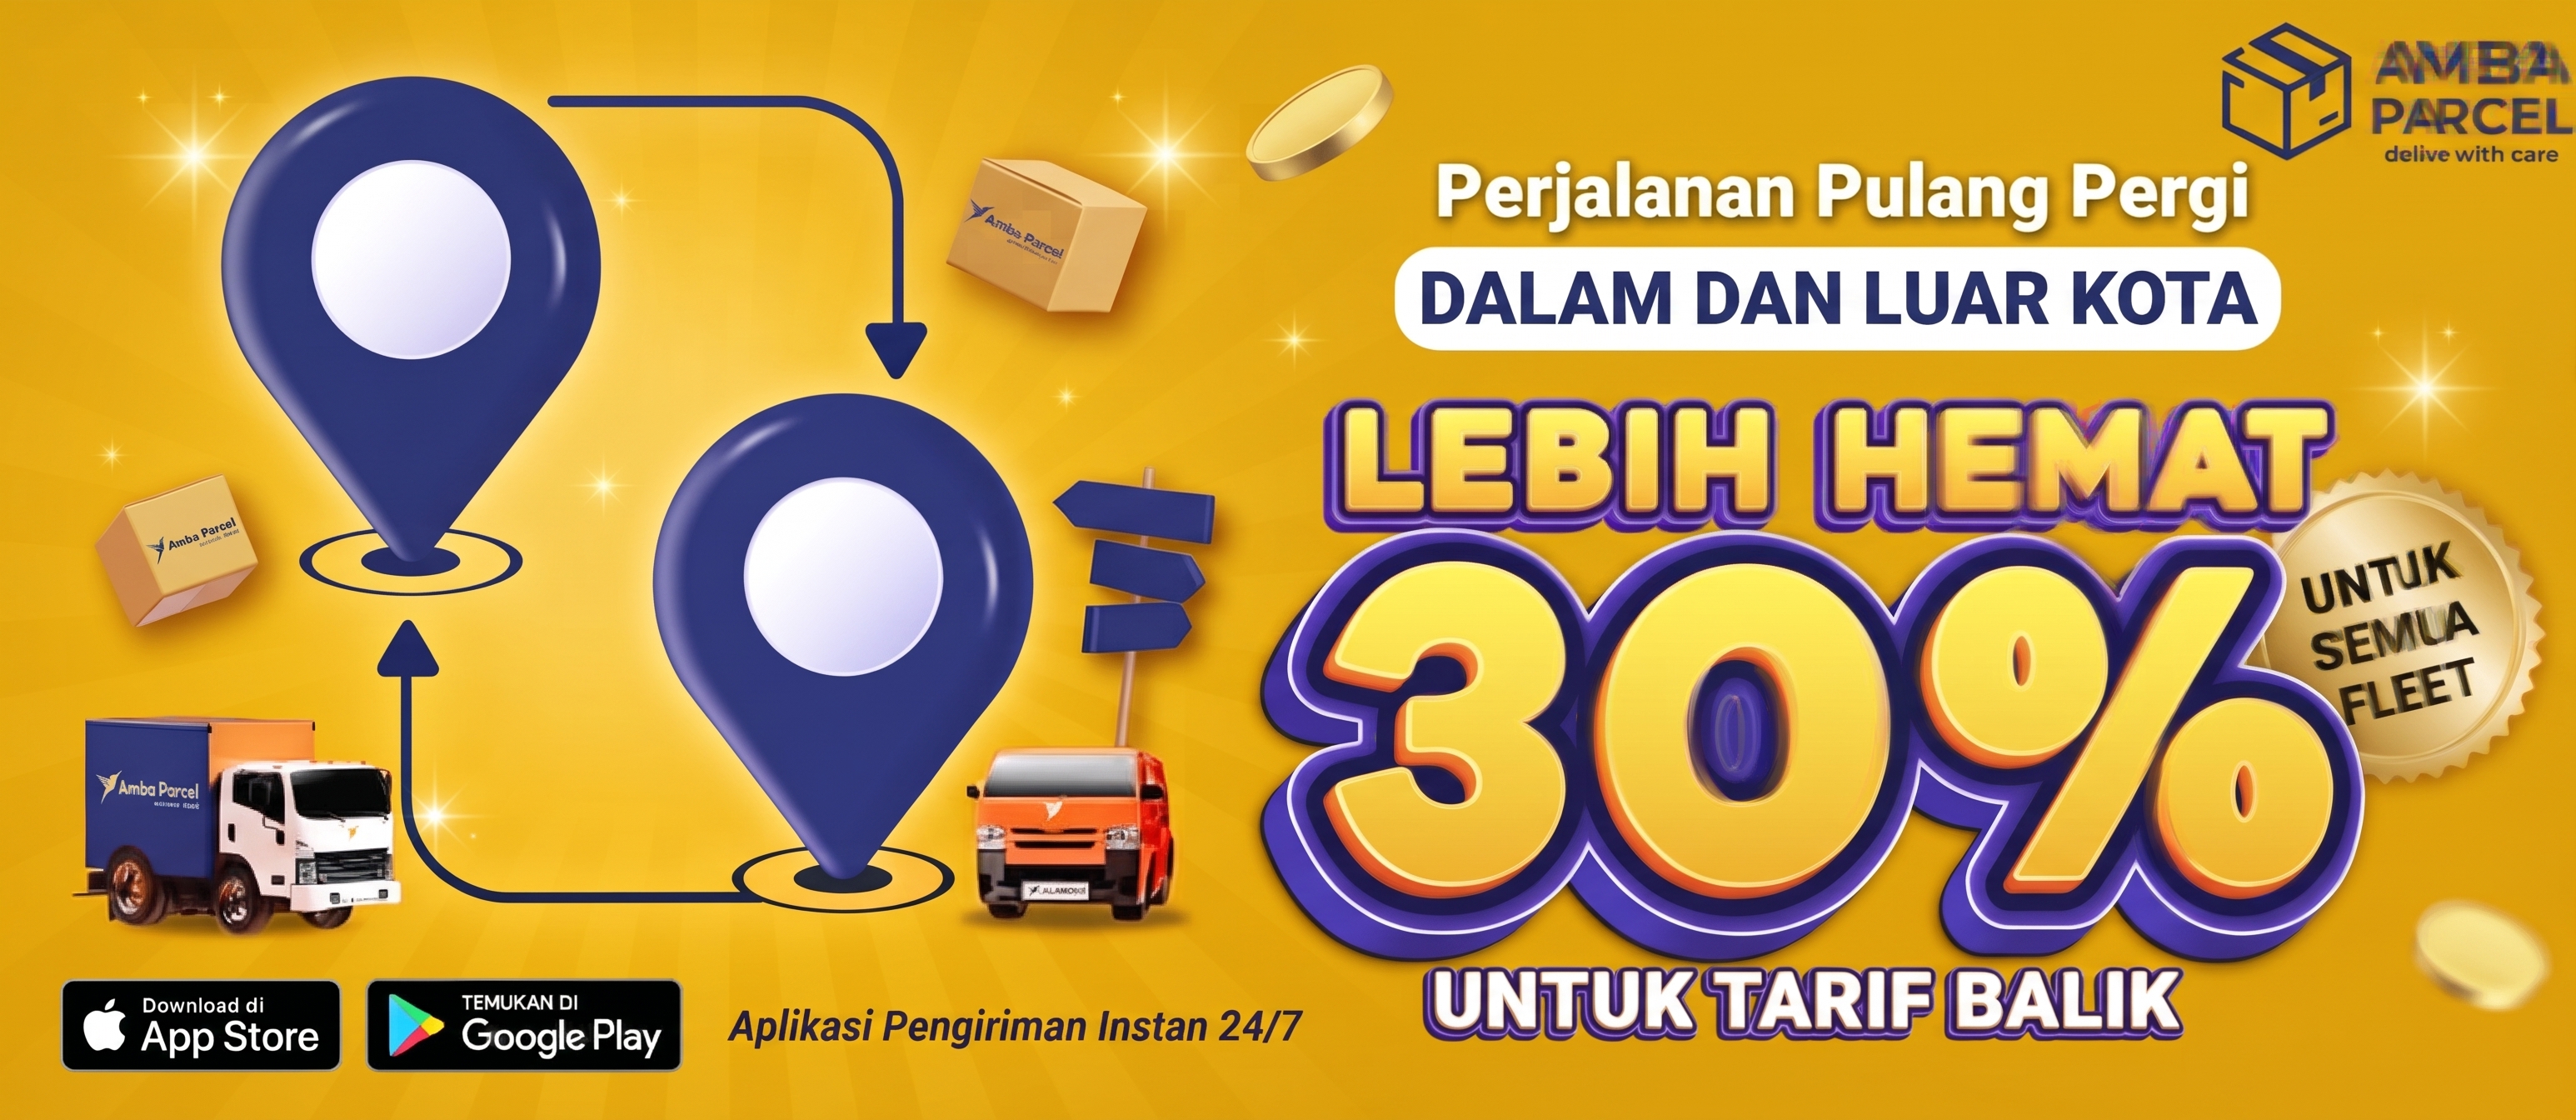 AMBA
PARCEL
delive with care
Perjalanan Pulang Pergi
DALAM DAN LUAR KOTA
LEBIH HEMAT
30%
UNTUK
SEMUA
FLEET
UNTUK TARIF BALIK
Amba Parcel
Amba Parcel
Amba Parcel
Download di
App Store
TEMUKAN DI
Google Play
Aplikasi Pengiriman Instan 24/7